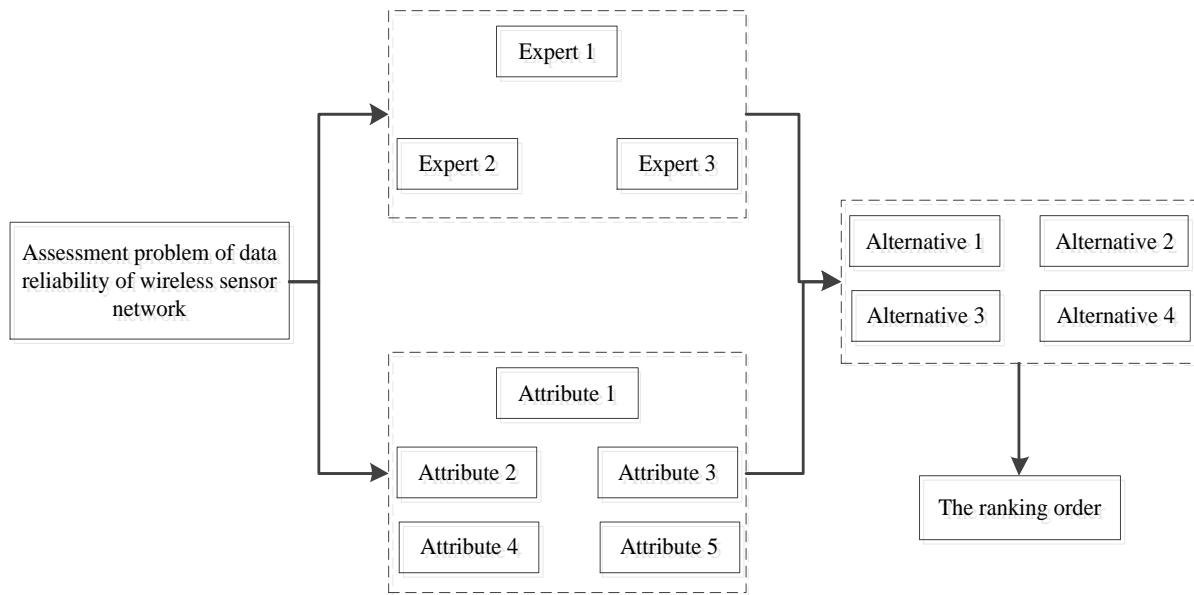 Assessment problem of data
reliability of wireless sensor
network
Expert 1
Expert 2
Expert 3
Attribute 1
Attribute 2
Attribute 3
Attribute 4
Attribute 5
Alternative 1
Alternative 2
Alternative 3
Alternative 4
The ranking order